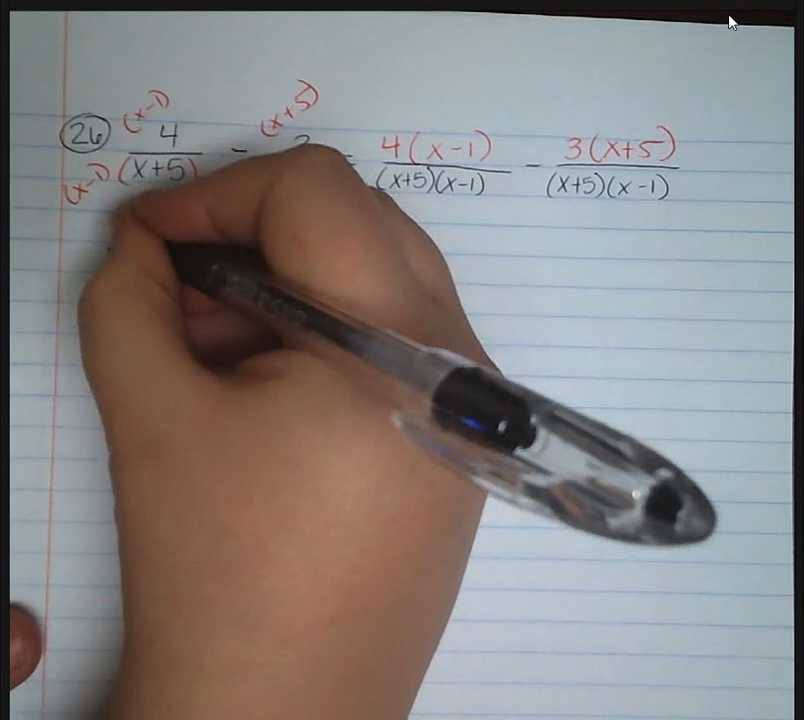 (x-1) (x+5)
26 4 - = 4(x-1) - 3(x+5)
(x-1) (x+5) (x+5)(x-1) (x+5)(x-1)